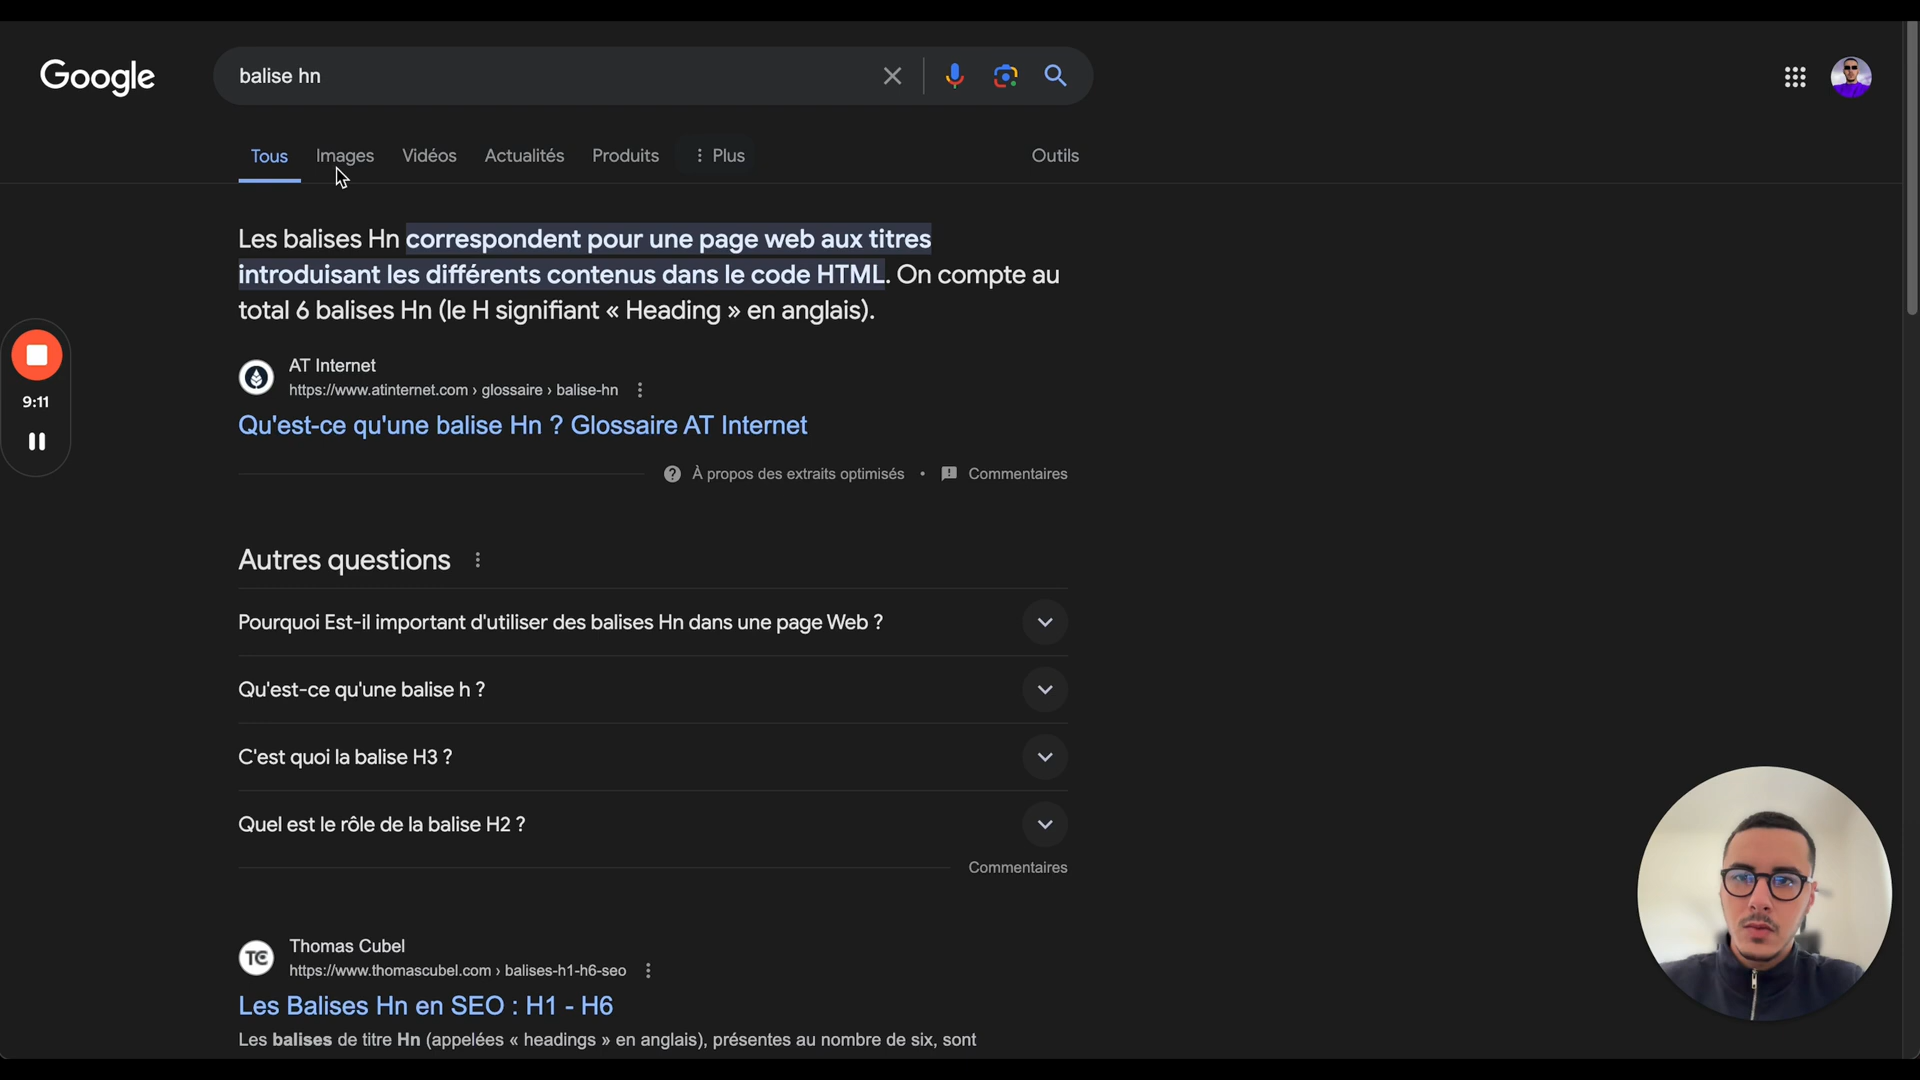 Google
balise hn
Tous Images Vidéos Actualités Produits Plus Outils
Les balises Hn correspondent pour une page web aux titres
introduisant les différents contenus dans le code HTML. On compte au
total 6 balises Hn (le H signifiant « Heading » en anglais).
AT Internet
https://www.atinternet.com › glossaire › balise-hn
Qu'est-ce qu'une balise Hn ? Glossaire AT Internet
À propos des extraits optimisés • Commentaires
9:11
Autres questions
Pourquoi Est-il important d'utiliser des balises Hn dans une page Web ?
Qu'est-ce qu'une balise h ?
C'est quoi la balise H3 ?
Quel est le rôle de la balise H2 ?
Commentaires
TC
Thomas Cubel
https://www.thomascubel.com › balises-h1-h6-seo
Les Balises Hn en SEO : H1 - H6
Les balises de titre Hn (appelées « headings » en anglais), présentes au nombre de six, sont